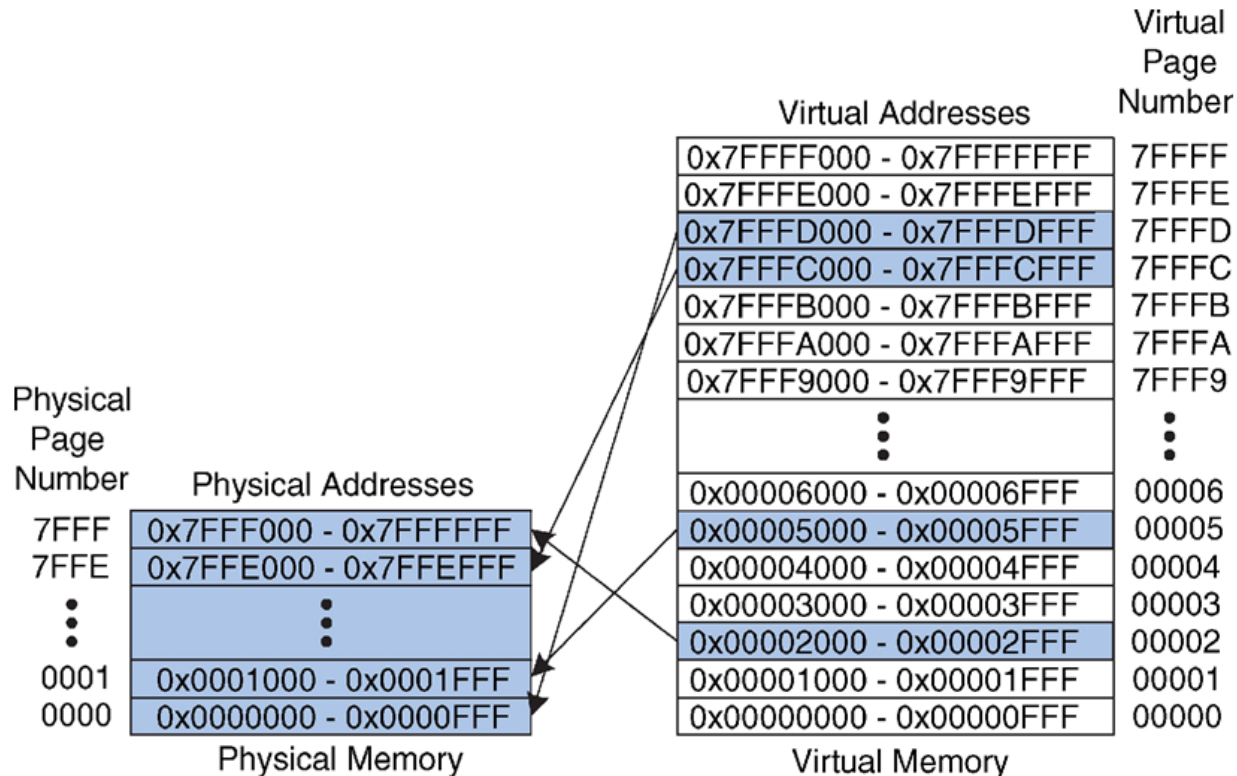 Virtual
Page
Number
Virtual Addresses
0x7FFFF000 - 0x7FFFFFFF 7FFFF
0x7FFFE000 - 0x7FFFEFFF 7FFFE
0x7FFFD000 - 0x7FFFDFFF 7FFFD
0x7FFFC000 - 0x7FFFCFFF 7FFFC
0x7FFFB000 - 0x7FFFBFFF 7FFFB
0x7FFFA000 - 0x7FFFAFFF 7FFFA
0x7FFF9000 - 0x7FFF9FFF 7FFF9
0x00006000 - 0x00006FFF 00006
0x00005000 - 0x00005FFF 00005
0x00004000 - 0x00004FFF 00004
0x00003000 - 0x00003FFF 00003
0x00002000 - 0x00002FFF 00002
0x00001000 - 0x00001FFF 00001
0x00000000 - 0x00000FFF 00000
Virtual Memory
Physical
Page
Number
Physical Addresses
7FFF 0x7FFF000 - 0x7FFFFFF
7FFE 0x7FFE000 - 0x7FFEFFF
0001 0x0001000 - 0x0001FFF
0000 0x0000000 - 0x0000FFF
Physical Memory